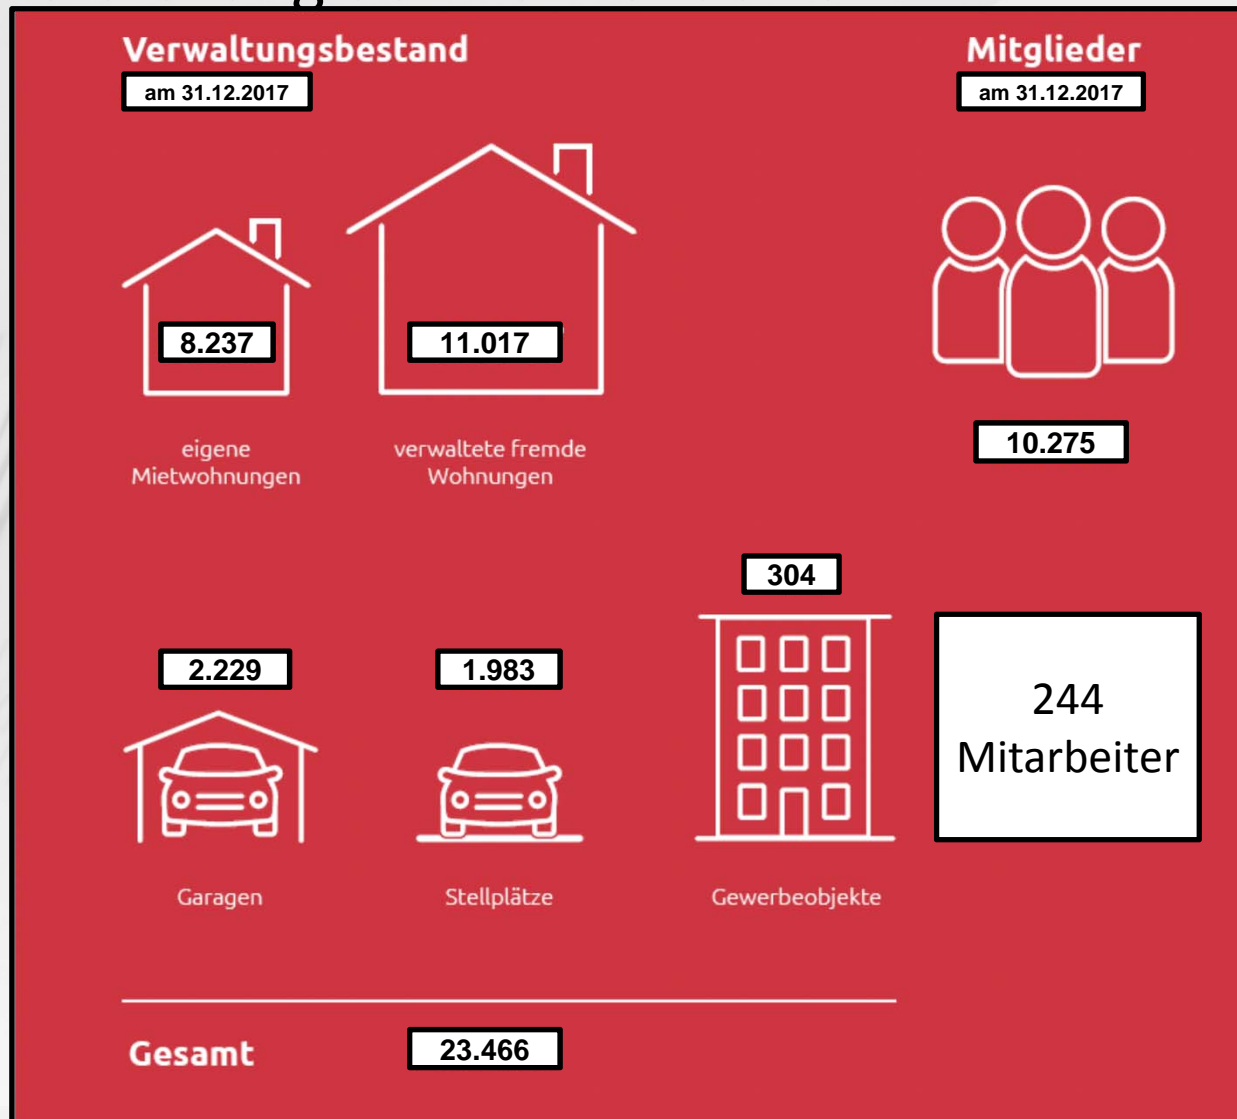 Verwaltungsbestand
am 31.12.2017
Mitglieder
am 31.12.2017
8.237
11.017
eigene
Mietwohnungen
verwaltete fremde
Wohnungen
10.275
304
2.229
1.983
244
Mitarbeiter
Garagen
Stellplätze
Gewerbeobjekte
Gesamt
23.466